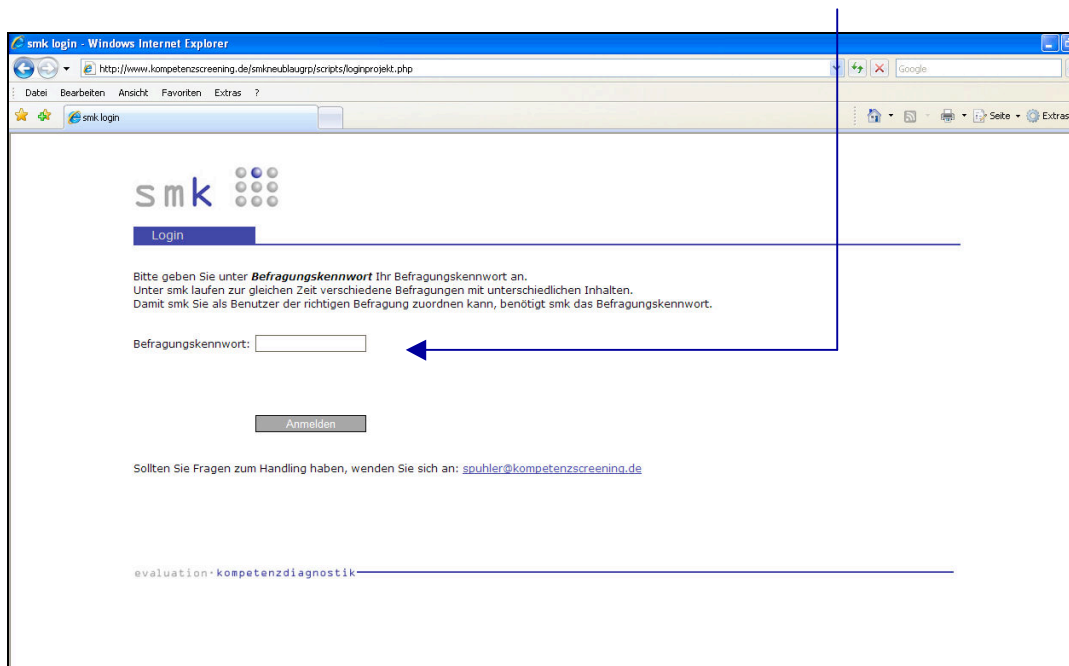 smk login - Windows Internet Explorer
http://www.kompetenzscreening.de/smkneublaugrp/scripts/loginprojekt.php
Google
Datei Bearbeiten Ansicht Favoriten Extras ?
smk login
Seite Extras
smk
Login
Bitte geben Sie unter Befragungskennwort Ihr Befragungskennwort an.
Unter smk laufen zur gleichen Zeit verschiedene Befragungen mit unterschiedlichen Inhalten.
Damit smk Sie als Benutzer der richtigen Befragung zuordnen kann, benötigt smk das Befragungskennwort.
Befragungskennwort:
Anmelden
Sollten Sie Fragen zum Handling haben, wenden Sie sich an: spuhler@kompetenzscreening.de
evaluation·kompetenzdiagnostik